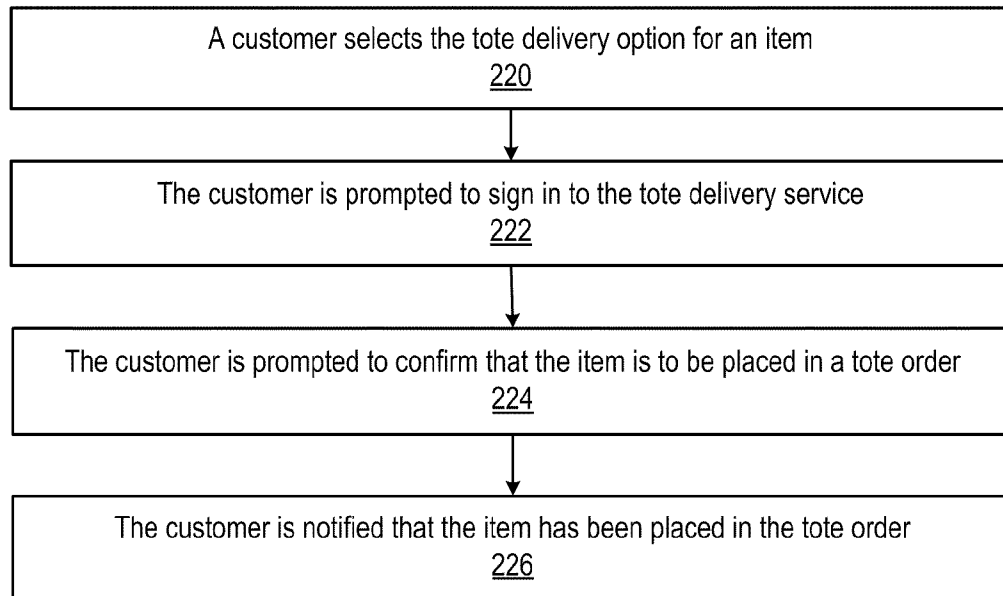 A customer selects the tote delivery option for an item
220
The customer is prompted to sign in to the tote delivery service
222
The customer is prompted to confirm that the item is to be placed in a tote order
224
The customer is notified that the item has been placed in the tote order
226